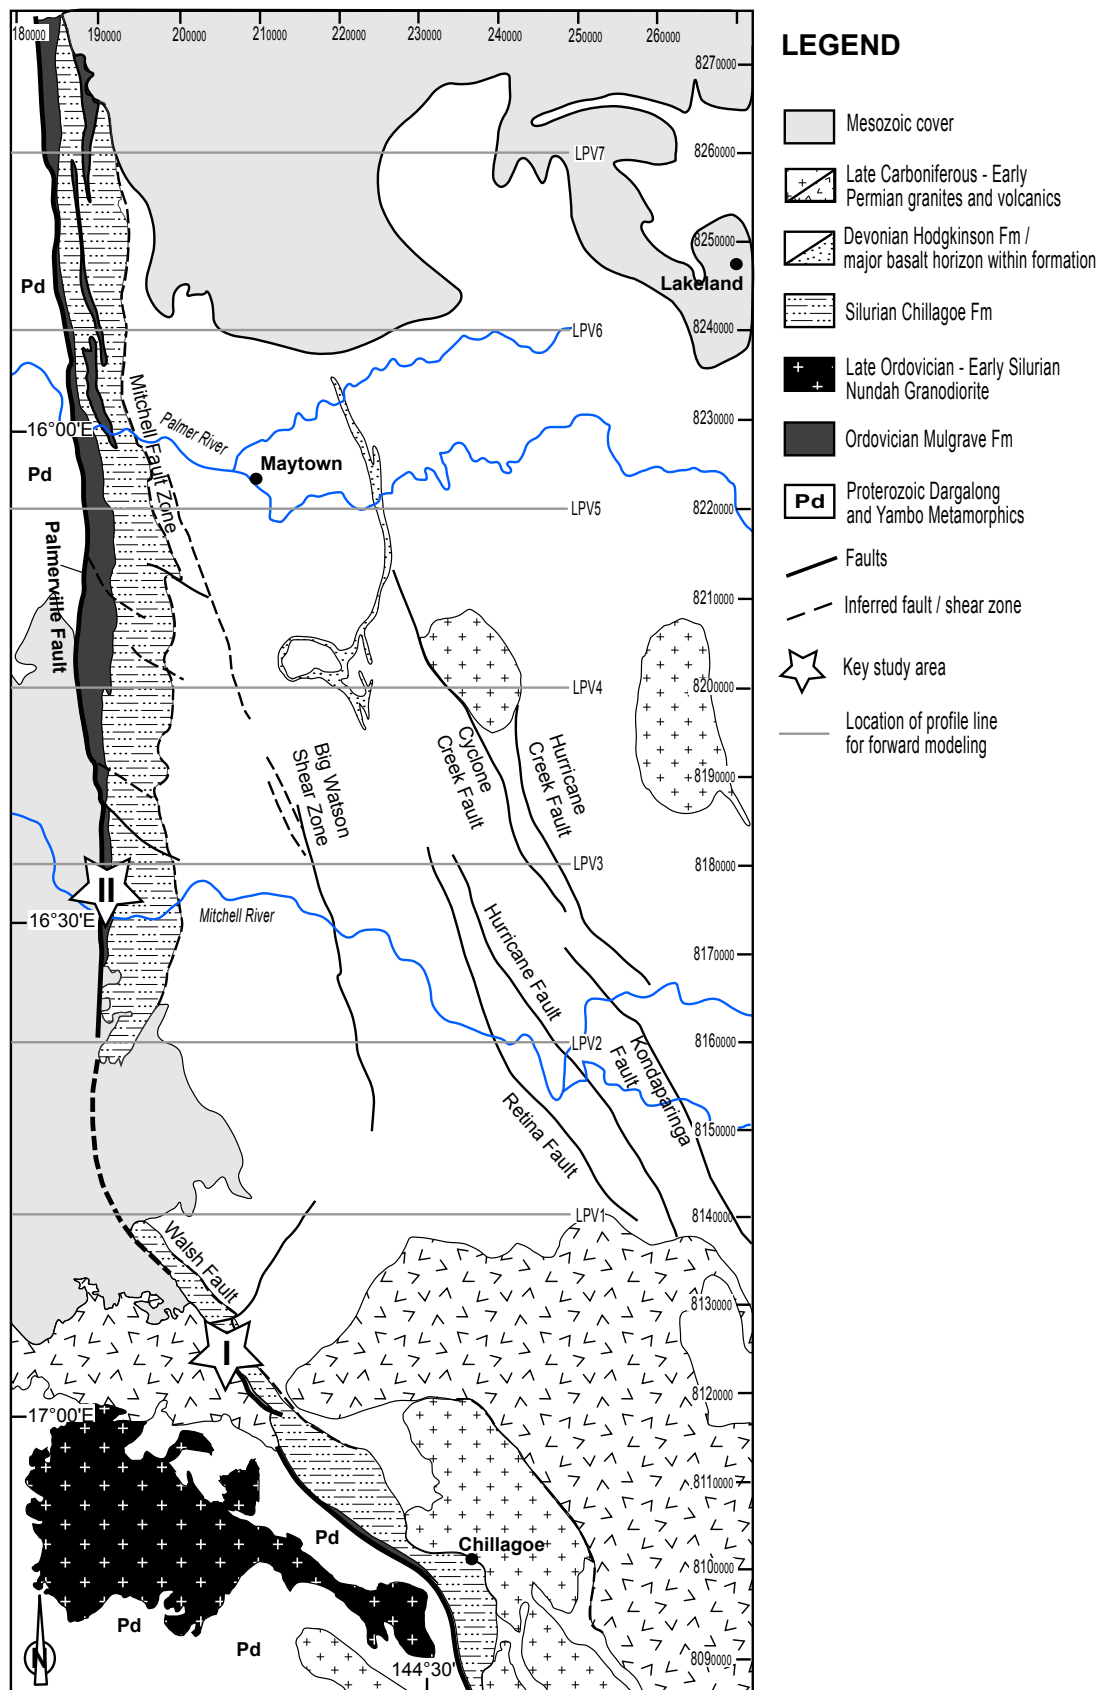 180000 190000 200000 210000 220000 230000 240000 250000 260000
8270000
LPV7
8260000
8250000
Pd
Lakeland
LPV6
8240000
Mitchell Fault Zone
Palmer River
8230000
16°00'E
Maytown
Pd
LPV5
8220000
Palmerville Fault
8210000
LPV4
8200000
Big Watson
Shear Zone
Cyclone
Creek Fault
Hurricane
Creek Fault
8190000
LPV3
8180000
II
16°30'E
Mitchell River
Hurricane Fault
8170000
LPV2
8160000
Kondaparinga
Fault
Retina Fault
8150000
LPV1
8140000
Walsh Fault
8130000
I
8120000
17°00'E
8110000
Pd
Chillagoe
8100000
Pd
Pd
N
144°30'
8090000
LEGEND
Mesozoic cover
Late Carboniferous - Early
Permian granites and volcanics
Devonian Hodgkinson Fm /
major basalt horizon within formation
Silurian Chillagoe Fm
Late Ordovician - Early Silurian
Nundah Granodiorite
Ordovician Mulgrave Fm
Pd
Proterozoic Dargalong
and Yambo Metamorphics
Faults
Inferred fault / shear zone
Key study area
Location of profile line
for forward modeling